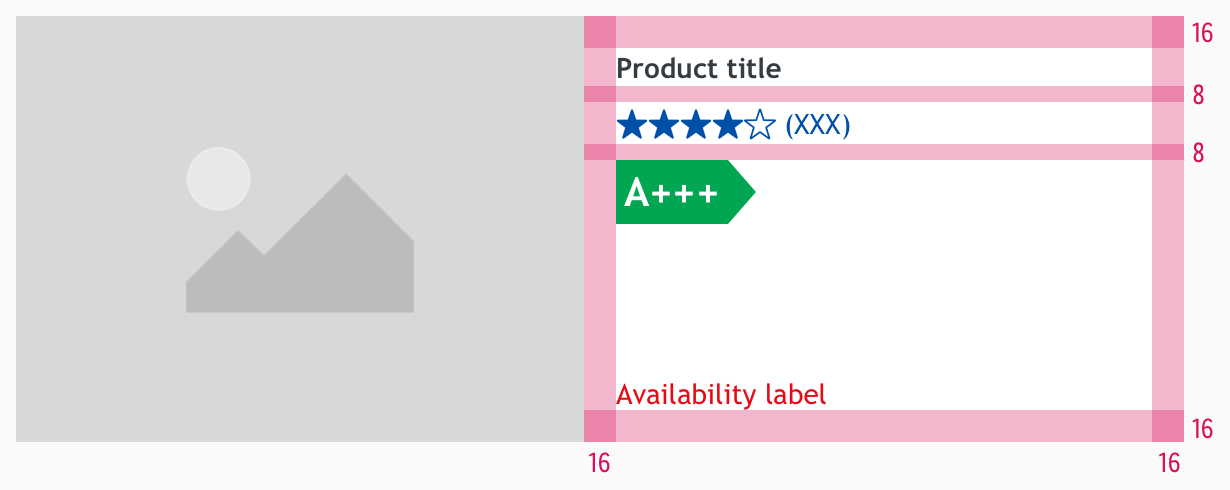 16
Product title
8
(XXX)
8
A+++
Availability label
16
16 16